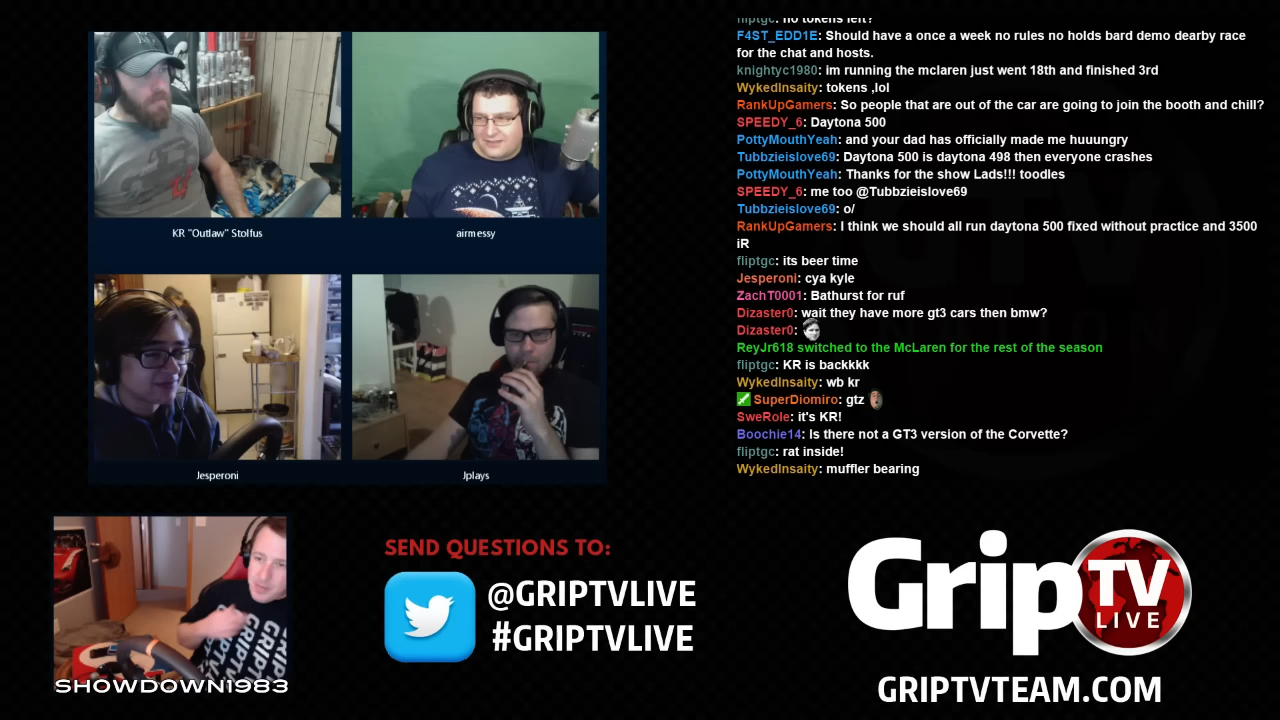 KR "Outlaw" Stolfus
airmessy
Jesperoni
Jplays
SHOWDOWN1983
fliptgc: no tokens left?
F4ST_EDD1E: Should have a once a week no rules no holds bard demo dearby race
for the chat and hosts.
knightyc1980: im running the mclaren just went 18th and finished 3rd
WykedInsaity: tokens ,lol
RankUpGamers: So people that are out of the car are going to join the booth and chill?
SPEEDY_6: Daytona 500
PottyMouthYeah: and your dad has officially made me huuungry
Tubbzieislove69: Daytona 500 is daytona 498 then everyone crashes
PottyMouthYeah: Thanks for the show Lads!!! toodles
SPEEDY_6: me too @Tubbzieislove69
Tubbzieislove69: o/
RankUpGamers: I think we should all run daytona 500 fixed without practice and 3500
iR
fliptgc: its beer time
Jesperoni: cya kyle
ZachT0001: Bathurst for ruf
Dizaster0: wait they have more gt3 cars then bmw?
Dizaster0:
ReyJr618 switched to the McLaren for the rest of the season
fliptgc: KR is backkkk
WykedInsaity: wb kr
SuperDiomiro: gtz
SweRole: it's KR!
Boochie14: Is there not a GT3 version of the Corvette?
fliptgc: rat inside!
WykedInsaity: muffler bearing
SEND QUESTIONS TO:
@GRIPTVLIVE
#GRIPTVLIVE
GripTV
LIVE
GRIPTVTEAM.COM